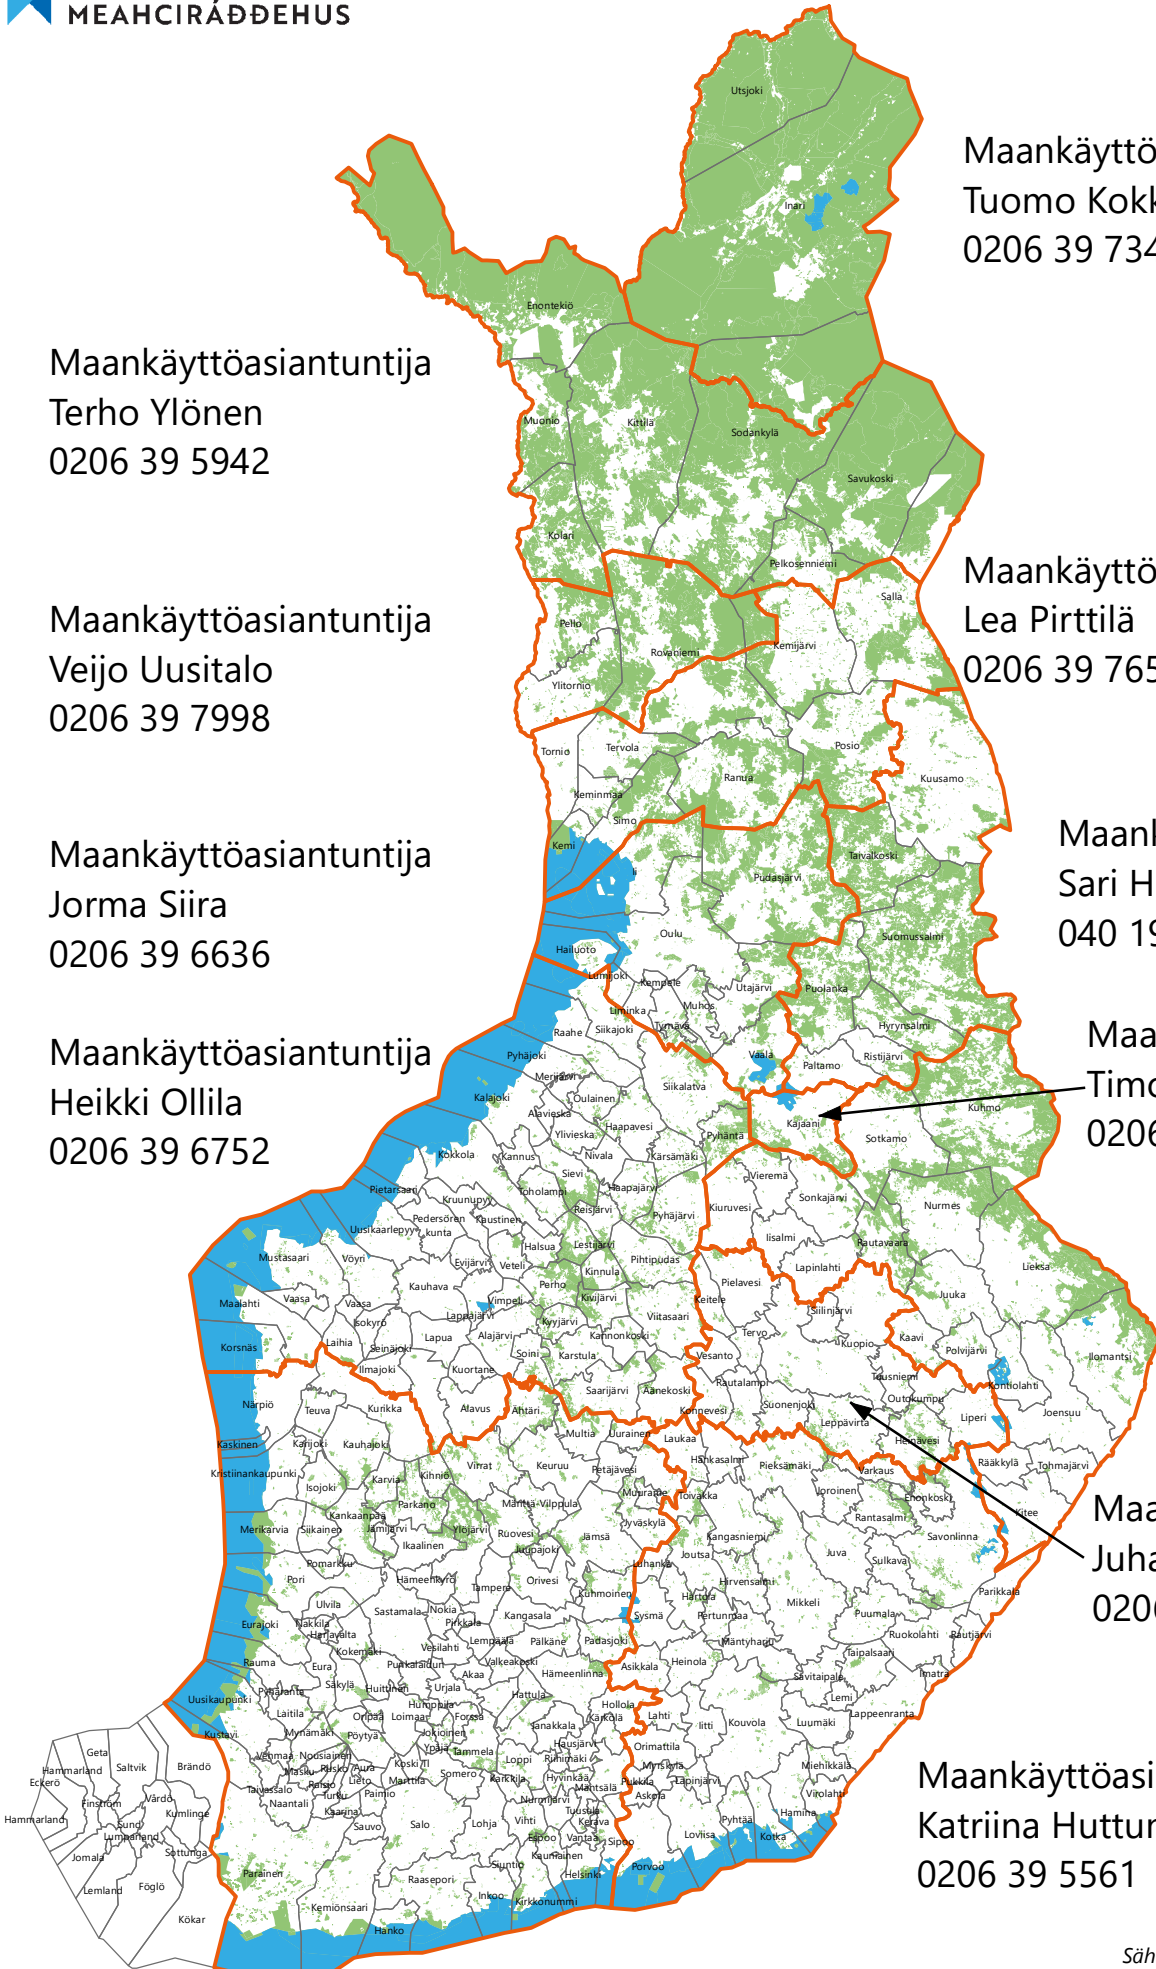 MEAHCIRÁĐĐEHUS
Utsjoki
Maankäyttö
Tuomo Kokk
0206 39 734
Inari
Enontekiö
Maankäyttöasiantuntija
Terho Ylönen
0206 39 5942
Muonio
Kittilä
Sodankylä
Savukoski
Kolari
Pelkosenniemi
Maankäyttö
Lea Pirttilä
0206 39 765
Salla
Maankäyttöasiantuntija
Veijo Uusitalo
0206 39 7998
Pello
Rovaniemi
Kemijärvi
Ylitornio
Tornio
Tervola
Posio
Ranua
Kuusamo
Keminmaa
Simo
Kemi
Maank
Sari H
040 19
Maankäyttöasiantuntija
Jorma Siira
0206 39 6636
Taivalkoski
Ii
Pudasjärvi
Oulu
Suomussalmi
Hailuoto
Lumijoki
Kempele
Utajärvi
Puolanka
Liminka
Muhos
Tyrnävä
Hyrynsalmi
Maankäyttöasiantuntija
Heikki Ollila
0206 39 6752
Raahe
Siikajoki
Pyhäjoki
Vaala
Paltamo
Ristijärvi
Maa
Timo
0206
Merijärvi
Siikalatva
Kalajoki
Oulainen
Alavieska
Haapavesi
Kajaani
Kuhmo
Ylivieska
Pyhäntä
Sotkamo
Kokkola
Kannus
Nivala
Kärsämäki
Sievi
Vieremä
Pietarsaari
Toholampi
Haapajärvi
Sonkajärvi
Kruunupyy
Reisjärvi
Pyhäjärvi
Kiuruvesi
Nurmes
Pedersören
kunta
Kaustinen
Uusikaarlepyy
Iisalmi
Rautavaara
Halsua
Lestijärvi
Mustasaari
Vöyri
Evijärvi
Veteli
Pihtipudas
Lapinlahti
Lieksa
Kinnula
Kauhava
Perho
Pielavesi
Juuka
Maalahti
Vaasa
Vaasa
Vimpeli
Kivijärvi
Keitele
Siilinjärvi
Lappajärvi
Viitasaari
Isokyrö
Kyyjärvi
Tervo
Kaavi
Korsnäs
Laihia
Seinäjoki
Lapua
Alajärvi
Kannonkoski
Kuopio
Polvijärvi
Ilomantsi
Soini
Karstula
Vesanto
Ilmajoki
Kuortane
Rautalampi
Tuusniemi
Kontiolahti
Saarijärvi
Äänekoski
Outokumpu
Närpiö
Teuva
Kurikka
Alavus
Ähtäri
Konnevesi
Suonenjoki
Leppävirta
Liperi
Joensuu
Kaskinen
Karijoki
Kauhajoki
Multia
Uurainen
Laukaa
Heinävesi
Hankasalmi
Pieksämäki
Varkaus
Rääkkylä
Tohmajärvi
Kristiinankaupunki
Isojoki
Karvia
Kihniö
Virrat
Keuruu
Petäjävesi
Joroinen
Enonkoski
Muurame
Toivakka
Parkano
Mänttä-Vilppula
Kankaanpää
Rantasalmi
Kitee
Merikarvia
Siikainen
Jämijärvi
Ylöjärvi
Ruovesi
Jämsä
Jyväskylä
Kangasniemi
Savonlinna
Maa
Juha
0206
Ikaalinen
Juupajoki
Joutsa
Juva
Sulkava
Pomarkku
Luhanka
Pori
Hämeenkyrö
Tampere
Orivesi
Kuhmoinen
Hirvensalmi
Parikkala
Hartola
Mikkeli
Ulvila
Sastamala
Nokia
Kangasala
Sysmä
Pertunmaa
Puumala
Eurajoki
Nakkila
Harjavalta
Pirkkala
Lempäälä
Pälkäne
Padasjoki
Mäntyharju
Ruokolahti
Rautjärvi
Kokemäki
Vesilahti
Taipalsaari
Rauma
Eura
Punkalaidun
Valkeakoski
Asikkala
Heinola
Akaa
Hämeenlinna
Savitaipale
Imatra
Säkylä
Huittinen
Urjala
Pyhäranta
Hattula
Lemi
Uusikaupunki
Humppila
Hollola
Laitila
Oripää
Loimaa
Forssa
Kärkölä
Lahti
Iitti
Kouvola
Luumäki
Lappeenranta
Kustavi
Mynämäki
Pöytyä
Jokioinen
Janakkala
Ypäjä
Hausjärvi
Orimattila
Vehmaa
Nousiainen
Tammela
Riihimäki
Geta
Masku
Rusko
Aura
Koski Tl
Loppi
Myrskylä
Miehikkälä
Hammarland
Saltvik
Brändö
Somero
Maankäyttöasi
Katriina Huttur
0206 39 5561
Eckerö
Taivassalo
Raisio
Lieto
Marttila
Karkkila
Hyvinkää
Pukkila
Lapinjärvi
Turku
Paimio
Mäntsälä
Askola
Virolahti
Finström
Vårdö
Naantali
Nurmijärvi
Hammarland
Kumlinge
Kaarina
Tuusula
Hamina
Sund
Sauvo
Salo
Lohja
Vihti
Kerava
Pyhtää
Lumparland
Espoo
Vantaa
Sipoo
Loviisa
Kotka
Jomala
Sottunga
Kauniainen
Siuntio
Porvoo
Lemland
Föglö
Parainen
Raasepori
Helsinki
Inkoo
Kirkkonummi
Kökar
Kemiönsaari
Hanko
Säh